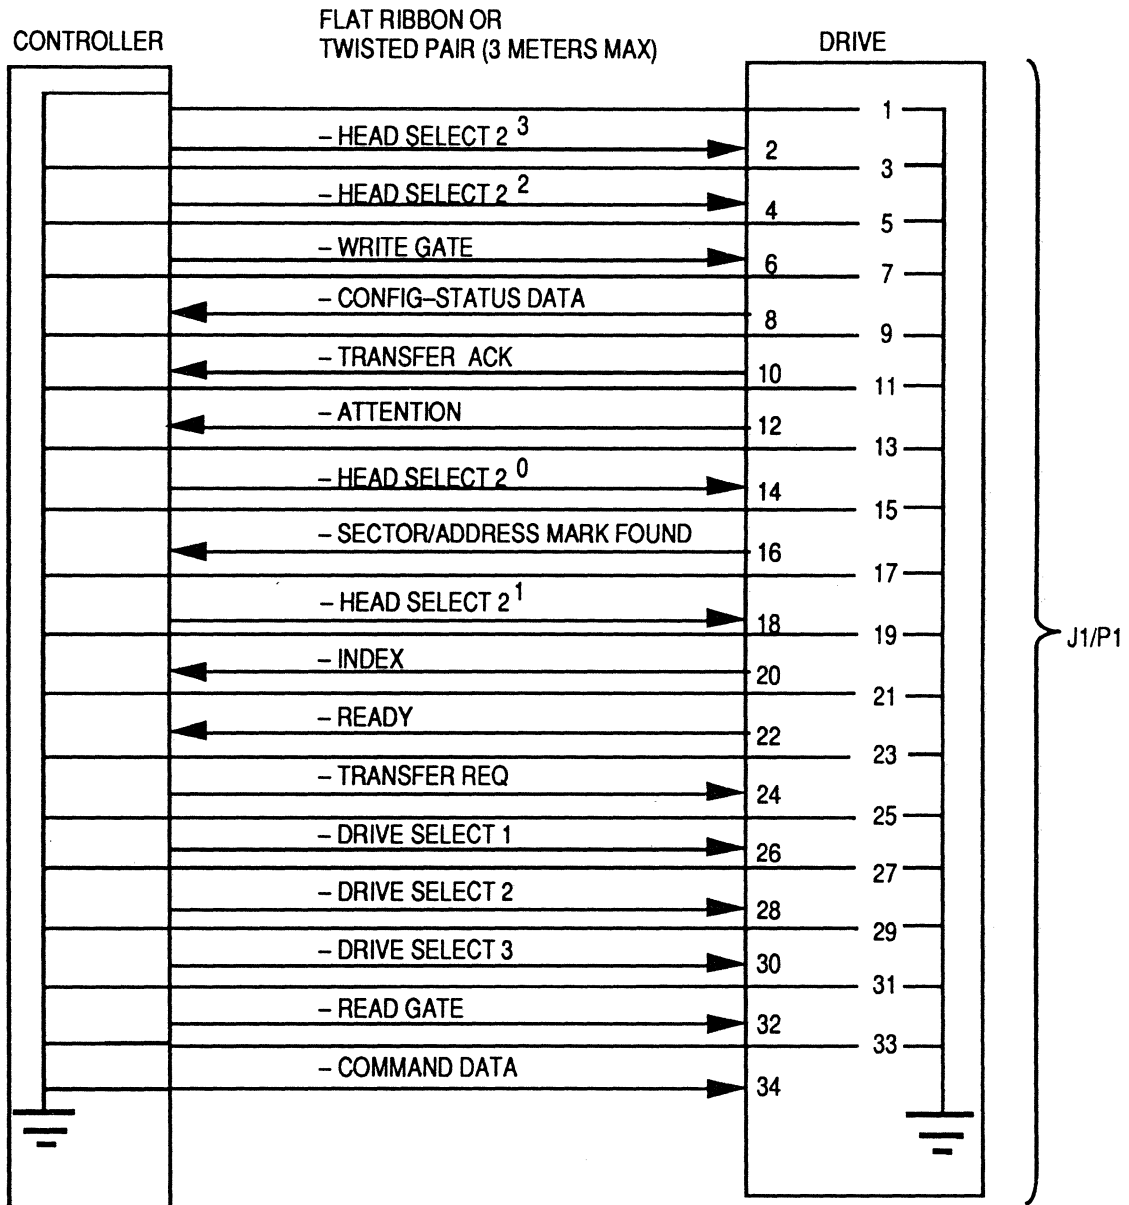 FLAT RIBBON OR
CONTROLLER
TWISTED PAIR (3 METERS MAX)
DRIVE
1
– HEAD SELECT 2 3
2
3
– HEAD SELECT 2 2
4
5
– WRITE GATE
6
7
– CONFIG–STATUS DATA
8
9
– TRANSFER ACK
10
11
– ATTENTION
12
13
– HEAD SELECT 2 0
14
15
– SECTOR/ADDRESS MARK FOUND
16
17
– HEAD SELECT 2 1
18
19
J1/P1
– INDEX
20
21
– READY
22
23
– TRANSFER REQ
24
25
– DRIVE SELECT 1
26
27
– DRIVE SELECT 2
28
29
– DRIVE SELECT 3
30
31
– READ GATE
32
33
– COMMAND DATA
34